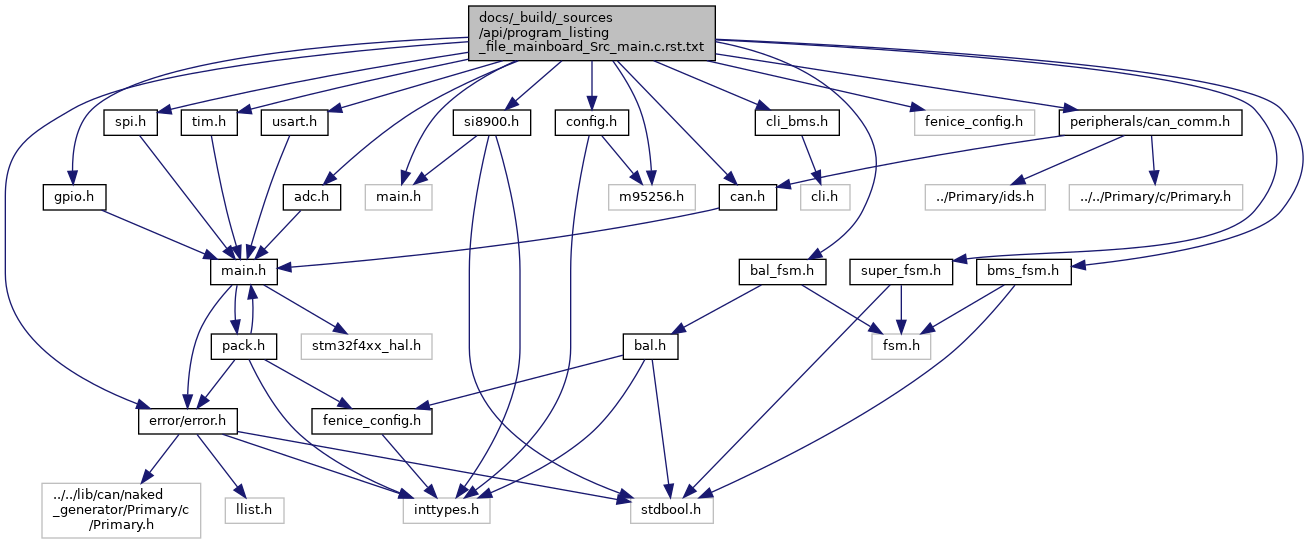 docs/_build/_sources
/api/program_listing
_file_mainboard_Src_main.c.rst.txt
spi.h
tim.h
usart.h
si8900.h
config.h
cli_bms.h
fenice_config.h
peripherals/can_comm.h
gpio.h
adc.h
main.h
m95256.h
can.h
cli.h
../Primary/ids.h
../../Primary/c/Primary.h
main.h
bal_fsm.h
super_fsm.h
bms_fsm.h
pack.h
stm32f4xx_hal.h
bal.h
fsm.h
error/error.h
fenice_config.h
../../lib/can/naked
_generator/Primary/c
/Primary.h
llist.h
inttypes.h
stdbool.h